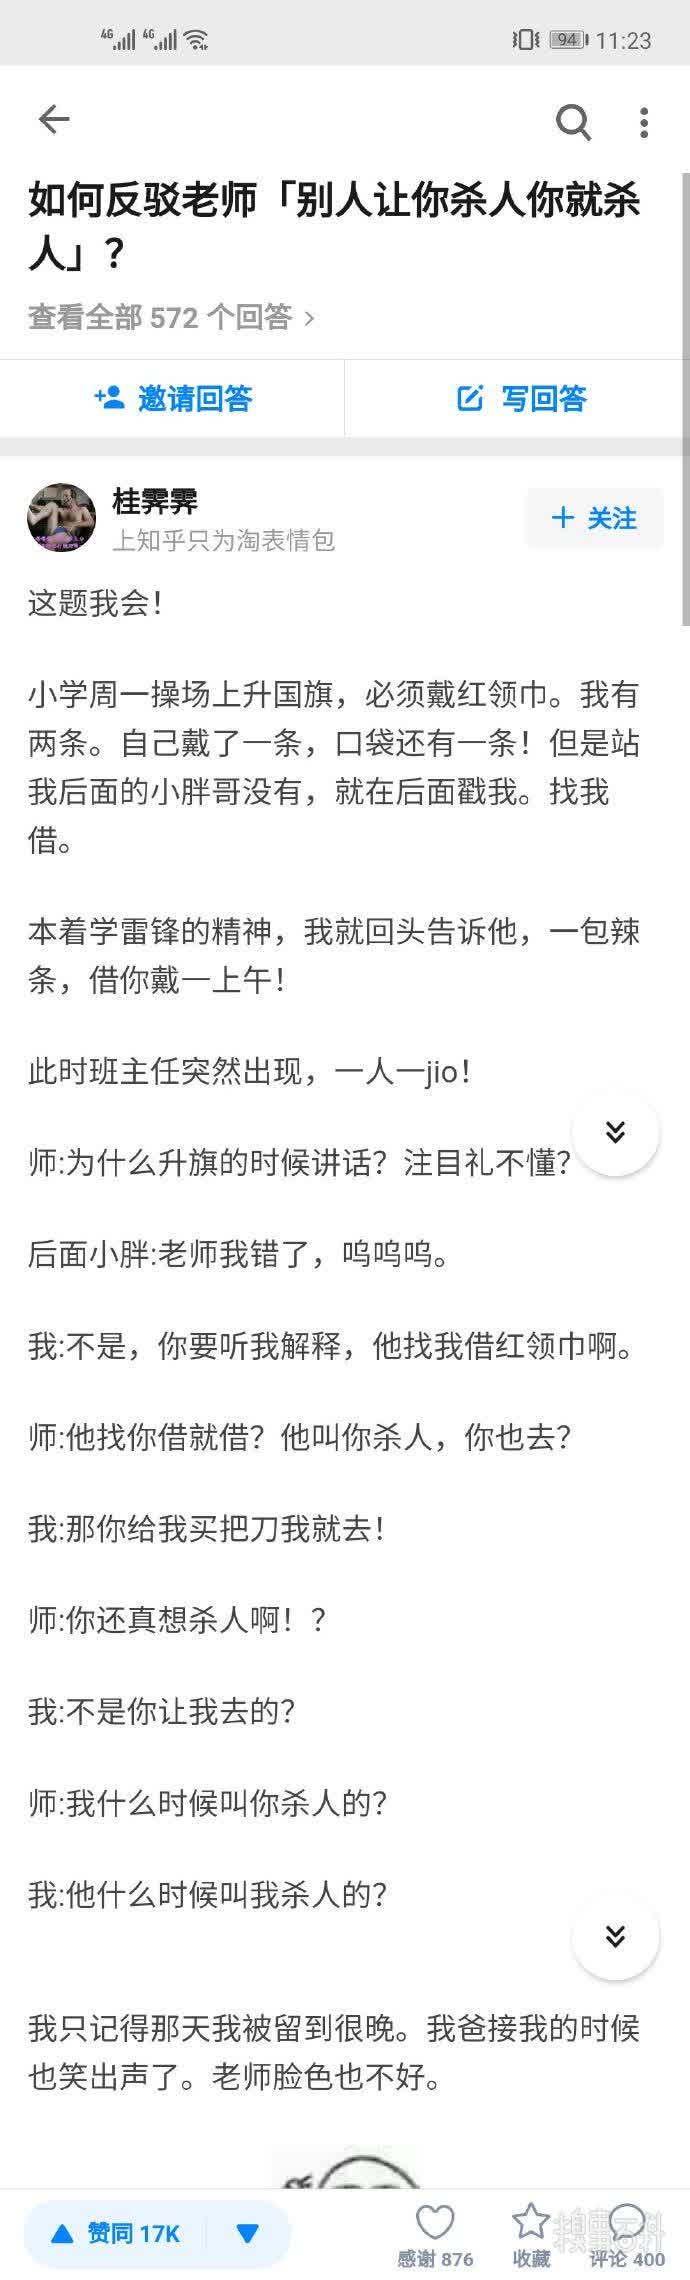 4G 4G 94 11:23
如何反驳老师「别人让你杀人你就杀
人」？
查看全部 572 个回答
邀请回答 写回答
桂霁霁
上知乎只为淘表情包
+ 关注
这题我会！
小学周一操场上升国旗，必须戴红领巾。我有
两条。自己戴了一条，口袋还有一条！但是站
我后面的小胖哥没有，就在后面戳我。找我
借。
本着学雷锋的精神，我就回头告诉他，一包辣
条，借你戴一上午！
此时班主任突然出现，一人一jio！
师:为什么升旗的时候讲话？注目礼不懂？
后面小胖:老师我错了，呜呜呜。
我:不是，你要听我解释，他找我借红领巾啊。
师:他找你借就借？他叫你杀人，你也去？
我:那你给我买把刀我就去！
师:你还真想杀人啊！？
我:不是你让我去的？
师:我什么时候叫你杀人的？
我:他什么时候叫我杀人的？
我只记得那天我被留到很晚。我爸接我的时候
也笑出声了。老师脸色也不好。
赞同 17K
感谢 876 收藏 评论 400